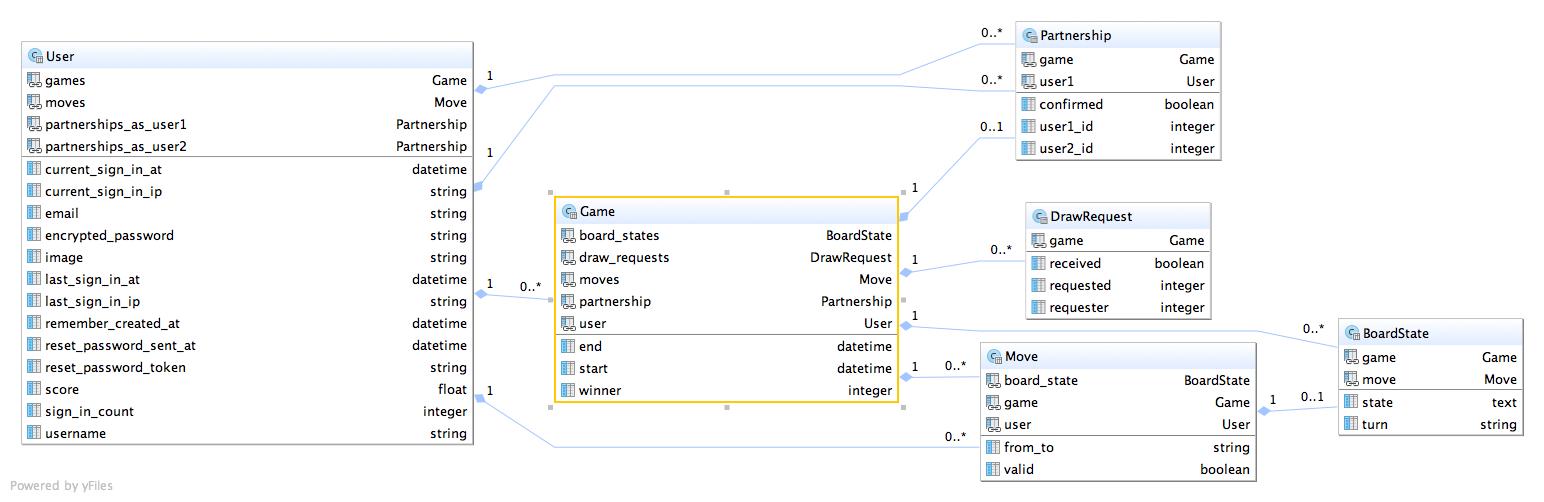 User
games Game
moves Move
partnerships_as_user1 Partnership
partnerships_as_user2 Partnership
current_sign_in_at datetime
current_sign_in_ip string
email string
encrypted_password string
image string
last_sign_in_at datetime
last_sign_in_ip string
remember_created_at datetime
reset_password_sent_at datetime
reset_password_token string
score float
sign_in_count integer
username string
1
1
1
1
0..*
0..*
0..*
0..*
Game
board_states BoardState
draw_requests DrawRequest
moves Move
partnership Partnership
user User
end datetime
start datetime
winner integer
1
1
1
1
0..1
0..*
0..*
0..*
Partnership
game Game
user1 User
confirmed boolean
user1_id integer
user2_id integer
DrawRequest
game Game
received boolean
requested integer
requester integer
Move
board_state BoardState
game Game
user User
from_to string
valid boolean
1 0..1
BoardState
game Game
move Move
state text
turn string
Powered by yFiles